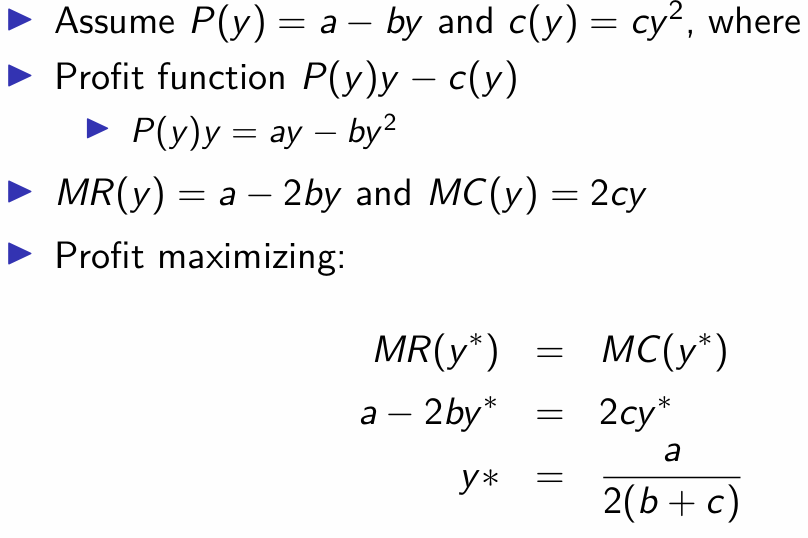 ▶ Assume P(y) = a − by and c(y) = cy², where
▶ Profit function P(y)y − c(y)
▶ P(y)y = ay − by²
▶ MR(y) = a − 2by and MC(y) = 2cy
▶ Profit maximizing:
MR(y*) = MC(y*)
a − 2by* = 2cy*
y* = a / 2(b + c)